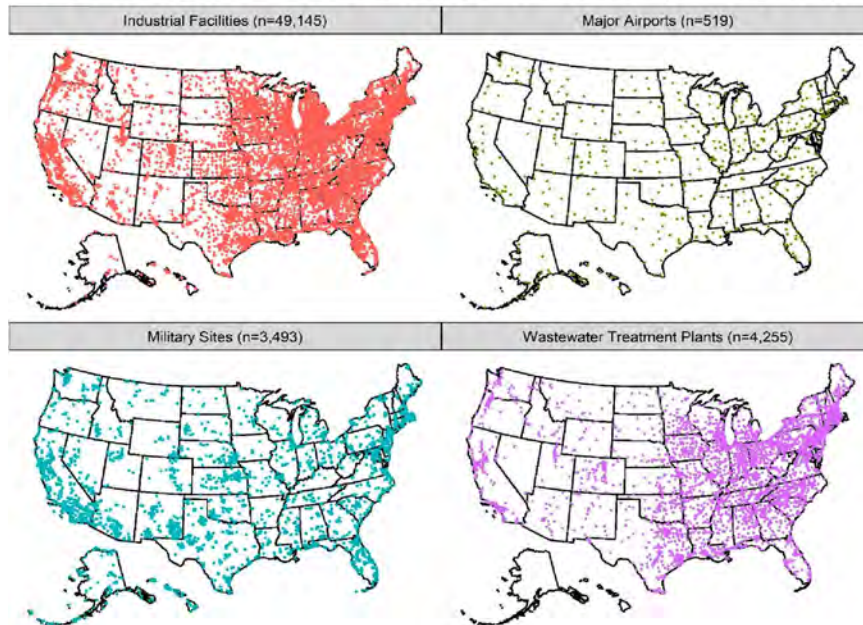 Industrial Facilities (n=49,145)
Major Airports (n=519)
Military Sites (n=3,493)
Wastewater Treatment Plants (n=4,255)